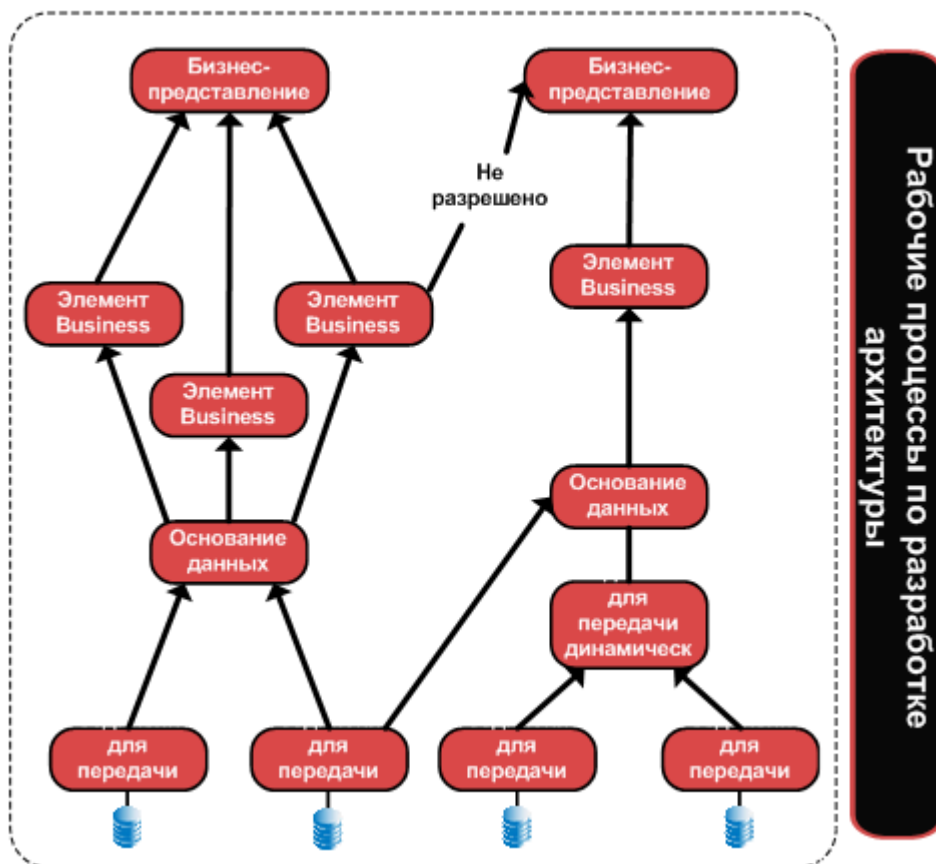 Бизнес-
представление
Бизнес-
представление
Не
разрешено
Элемент
Business
Элемент
Business
Элемент
Business
Элемент
Business
Основание
данных
Основание
данных
для
передачи
динамическ
для
передачи
для
передачи
для
передачи
для
передачи
Рабочие процессы по разработке
архитектуры